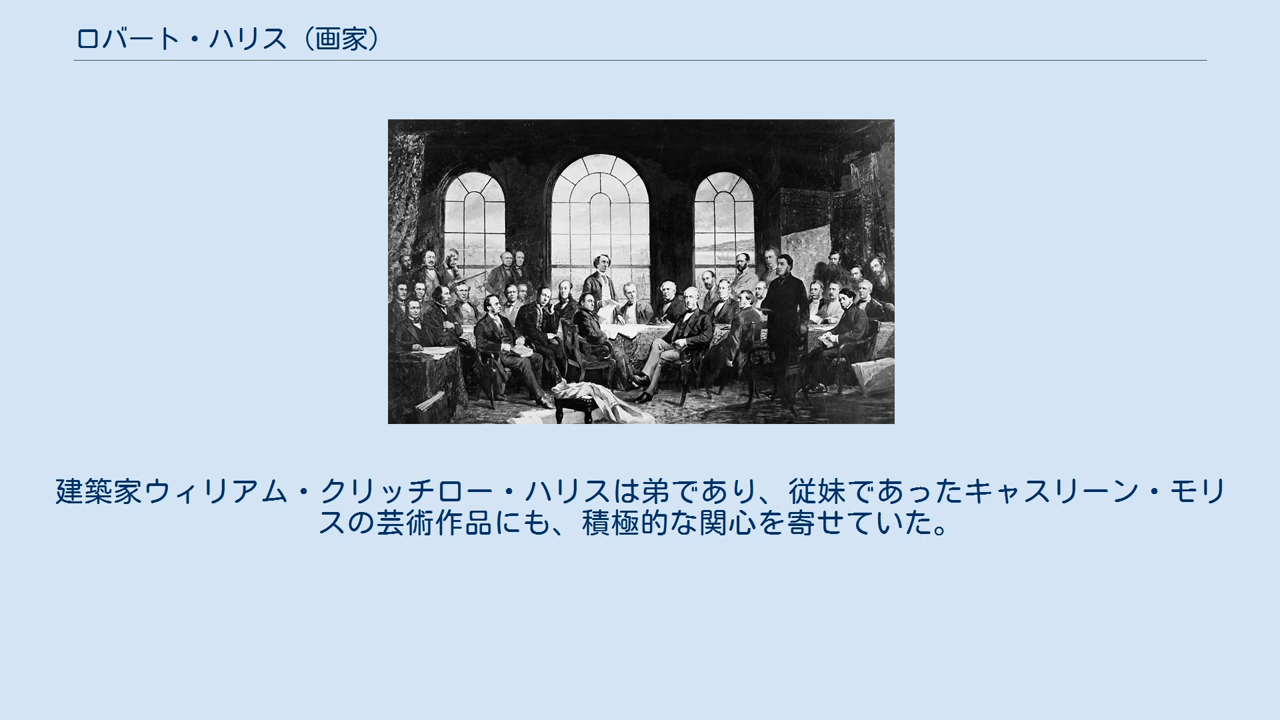 ロバート・ハリス（画家）
建築家ウィリアム・クリッチロー・ハリスは弟であり、従妹であったキャスリーン・モリ
スの芸術作品にも、積極的な関心を寄せていた。